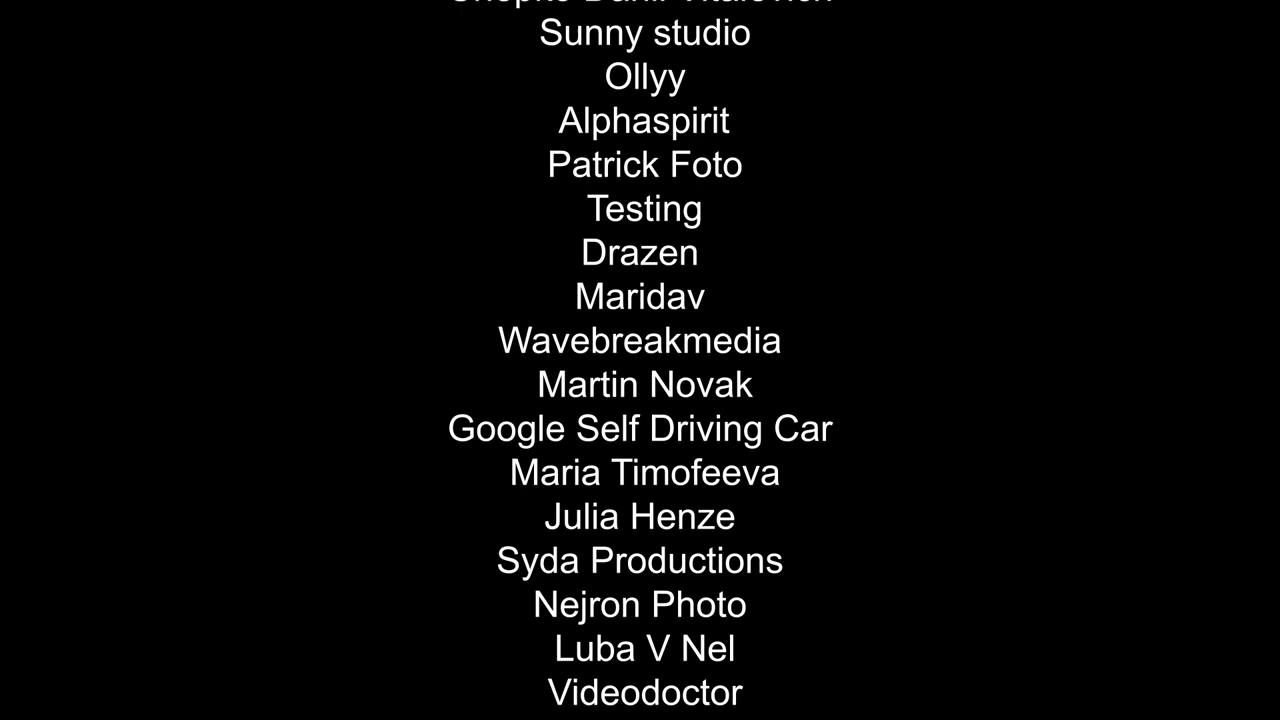 Sunny studio
Ollyy
Alphaspirit
Patrick Foto
Testing
Drazen
Maridav
Wavebreakmedia
Martin Novak
Google Self Driving Car
Maria Timofeeva
Julia Henze
Syda Productions
Nejron Photo
Luba V Nel
Videodoctor